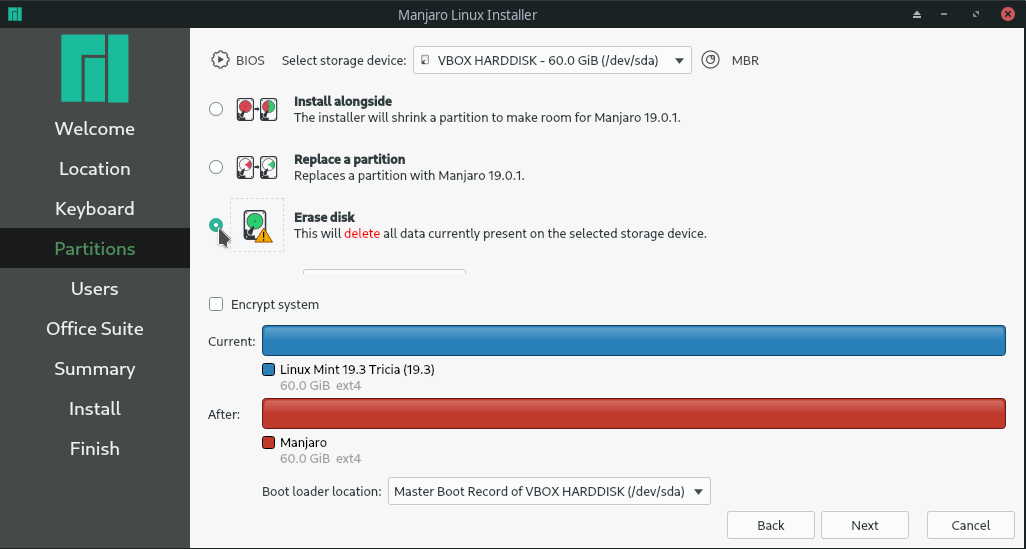 Manjaro Linux Installer
BIOS Select storage device: VBOX HARDDISK - 60.0 GiB (/dev/sda) MBR
Install alongside
The installer will shrink a partition to make room for Manjaro 19.0.1.
Replace a partition
Replaces a partition with Manjaro 19.0.1.
Erase disk
This will delete all data currently present on the selected storage device.
Encrypt system
Current:
Linux Mint 19.3 Tricia (19.3)
60.0 GiB ext4
After:
Manjaro
60.0 GiB ext4
Boot loader location: Master Boot Record of VBOX HARDDISK (/dev/sda)
Back Next Cancel
Welcome
Location
Keyboard
Partitions
Users
Office Suite
Summary
Install
Finish